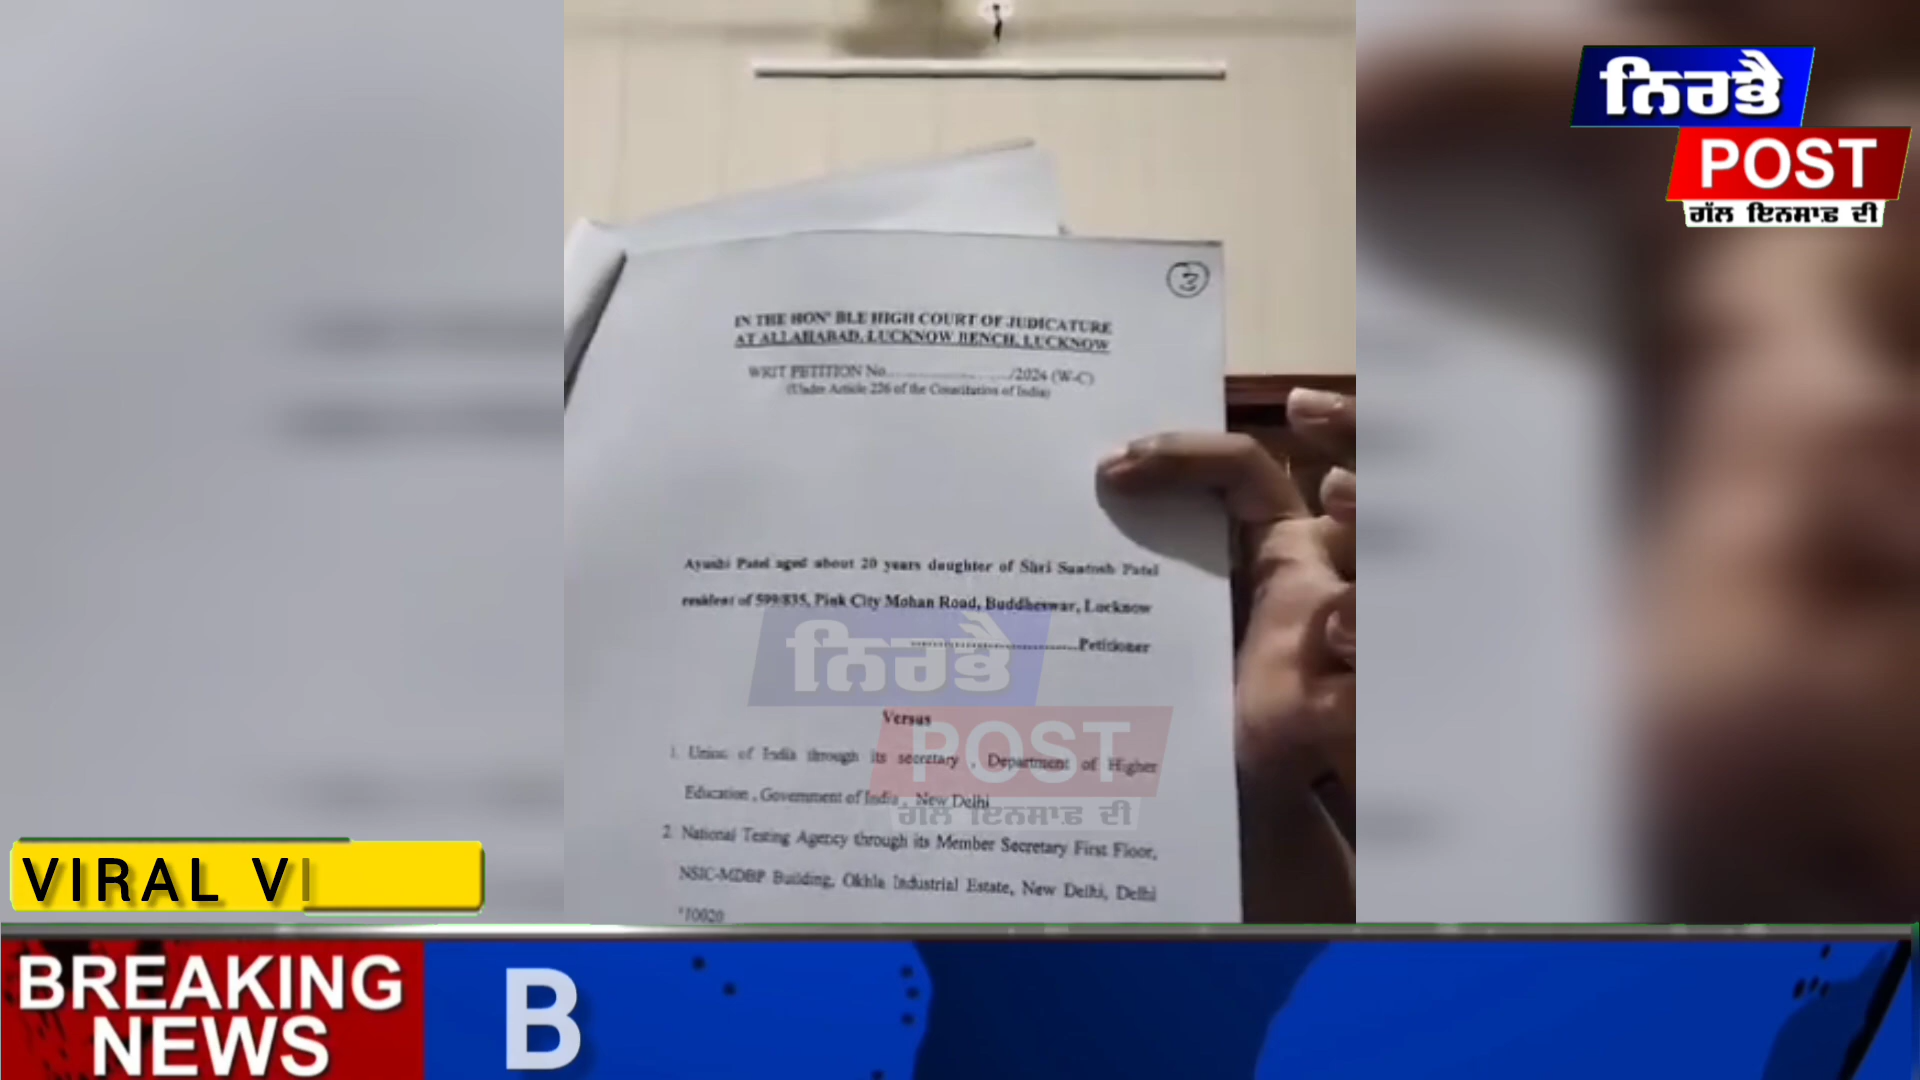 ਨਿਰਭੈ
POST
ਗੱਲ ਇਨਸਾਫ਼ ਦੀ
3
IN THE HON' BLE HIGH COURT OF JUDICATURE
AT ALLAHABAD, LUCKNOW BENCH, LUCKNOW
WRIT PETITION No........................../2024 (W-C)
(Under Article 226 of the Constitution of India)
Ayushi Patel aged about 20 years daughter of Shri Santosh Patel
resident of 599/835, Pink City Mohan Road, Buddheswar, Lucknow
................................Petitioner
ਨਿਰਭੈ
Versus
POST
1. Union of India through its secretary , Department of Higher
Education , Government of India , New Delhi
ਗੱਲ ਇਨਸਾਫ਼ ਦੀ
2. National Testing Agency through its Member Secretary First Floor,
NSIC-MDBP Building, Okhla Industrial Estate, New Delhi, Delhi
110020
VIRAL VI
BREAKING
NEWS
B